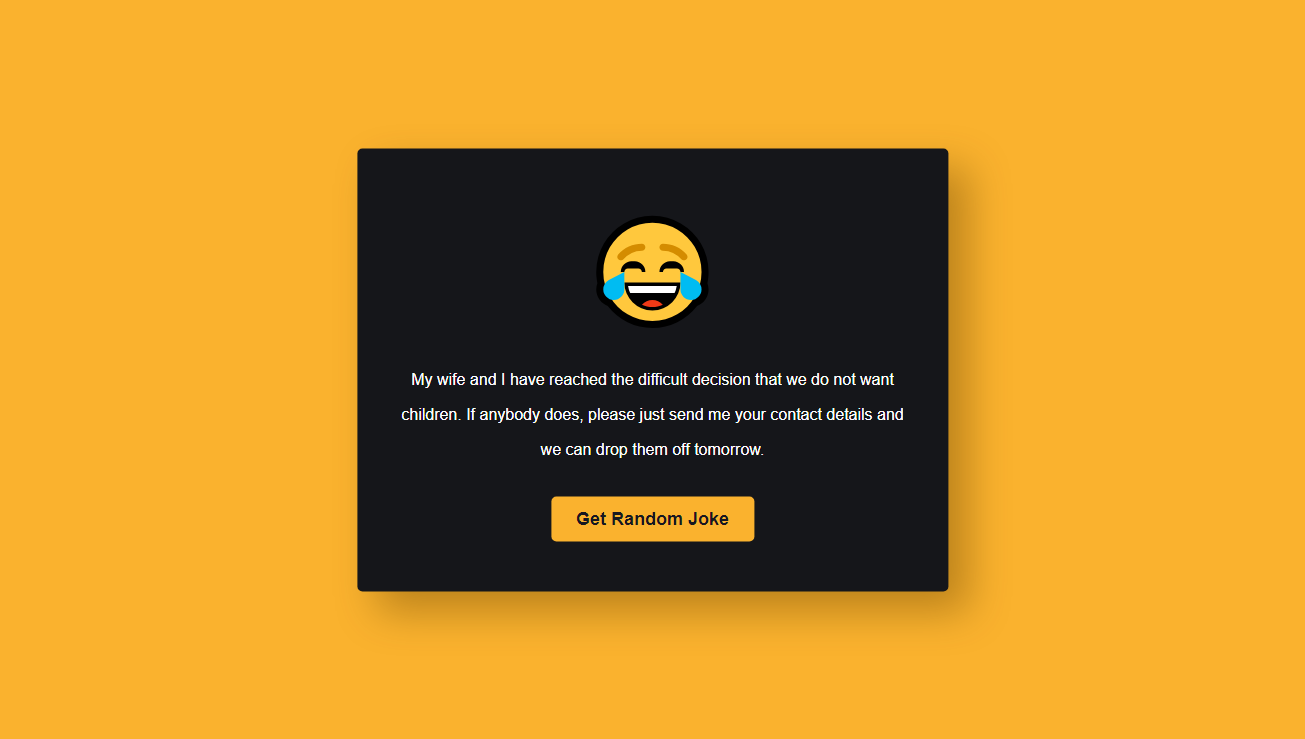 My wife and I have reached the difficult decision that we do not want
children. If anybody does, please just send me your contact details and
we can drop them off tomorrow.
Get Random Joke